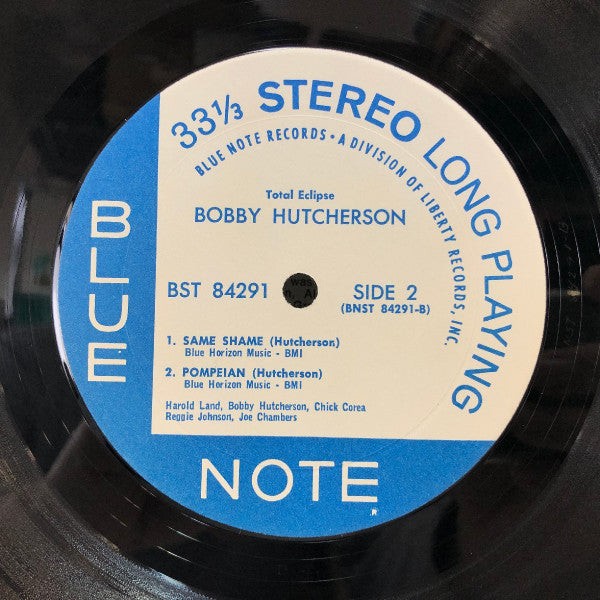 33⅓ STEREO LONG PLAYING
BLUE NOTE RECORDS • A DIVISION OF LIBERTY RECORDS, INC.
Total Eclipse
BOBBY HUTCHERSON
BST 84291
SIDE 2
(BNST 84291-B)
1. SAME SHAME (Hutcherson)
Blue Horizon Music - BMI
2. POMPEIAN (Hutcherson)
Blue Horizon Music - BMI
Harold Land, Bobby Hutcherson, Chick Corea
Reggie Johnson, Joe Chambers
BLUE
NOTE
was